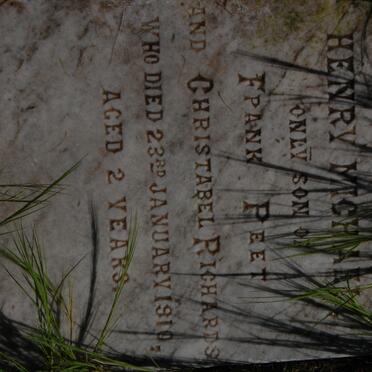 HENRY
ONLY SON
FRANK PEET
AND CHRISTABEL RICHARDS
WHO DIED 23RD JANUARY 1910,
AGED 2 YEARS